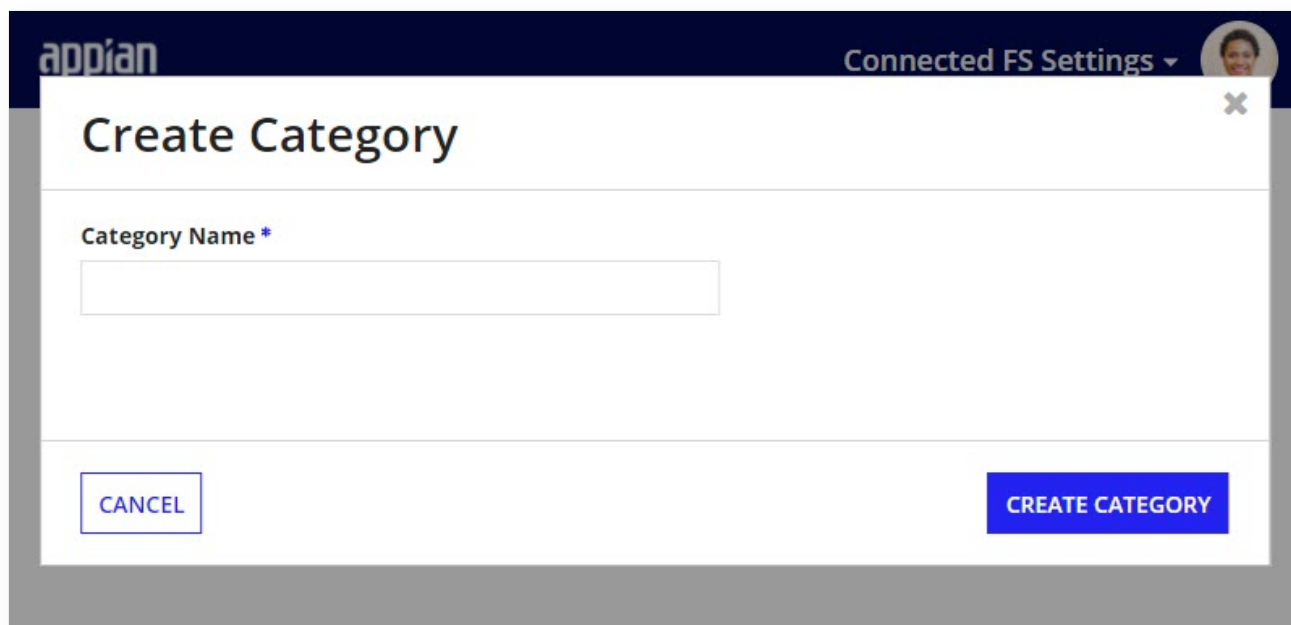 appian
Connected FS Settings
Create Category
Category Name *
CANCEL
CREATE CATEGORY